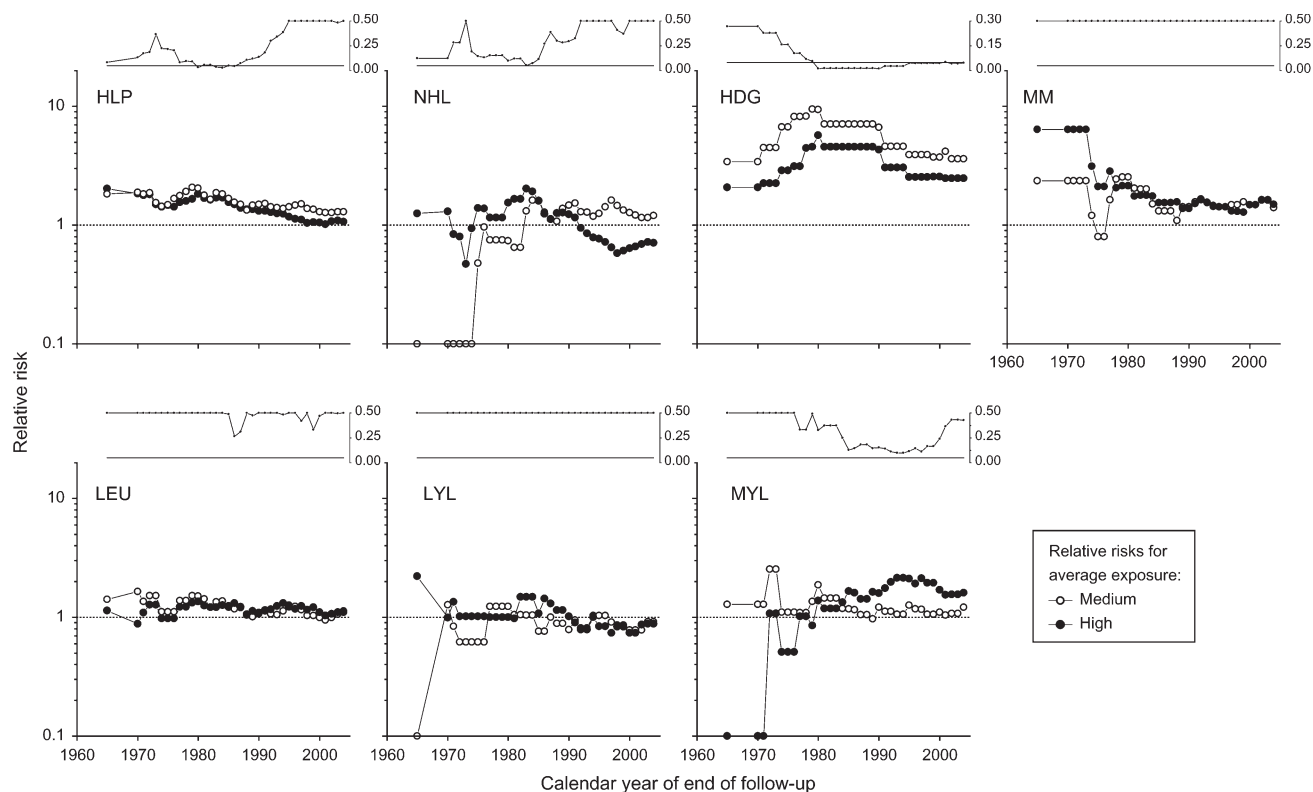 0.50
0.25
0.00
0.50
0.25
0.00
0.30
0.15
0.00
0.50
0.25
0.00
10
1
0.1
HLP
NHL
HDG
MM
1960 1970 1980 1990 2000
Relative risk
0.50
0.25
0.00
0.50
0.25
0.00
0.50
0.25
0.00
10
1
0.1
LEU
LYL
MYL
1960 1970 1980 1990 2000
1960 1970 1980 1990 2000
1960 1970 1980 1990 2000
Relative risks for
average exposure:
Medium
High
Calendar year of end of follow-up